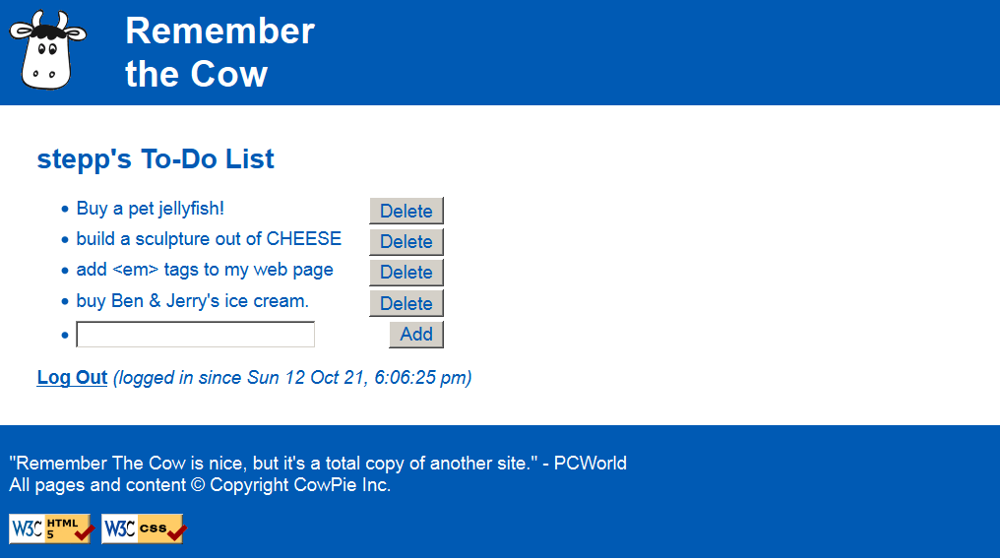 Remember
the Cow
stepp's To-Do List
• Buy a pet jellyfish! Delete
• build a sculpture out of CHEESE Delete
• add <em> tags to my web page Delete
• buy Ben & Jerry's ice cream. Delete
• Add
Log Out (logged in since Sun 12 Oct 21, 6:06:25 pm)
"Remember The Cow is nice, but it's a total copy of another site." - PCWorld
All pages and content © Copyright CowPie Inc.
W3C HTML 5 W3C CSS